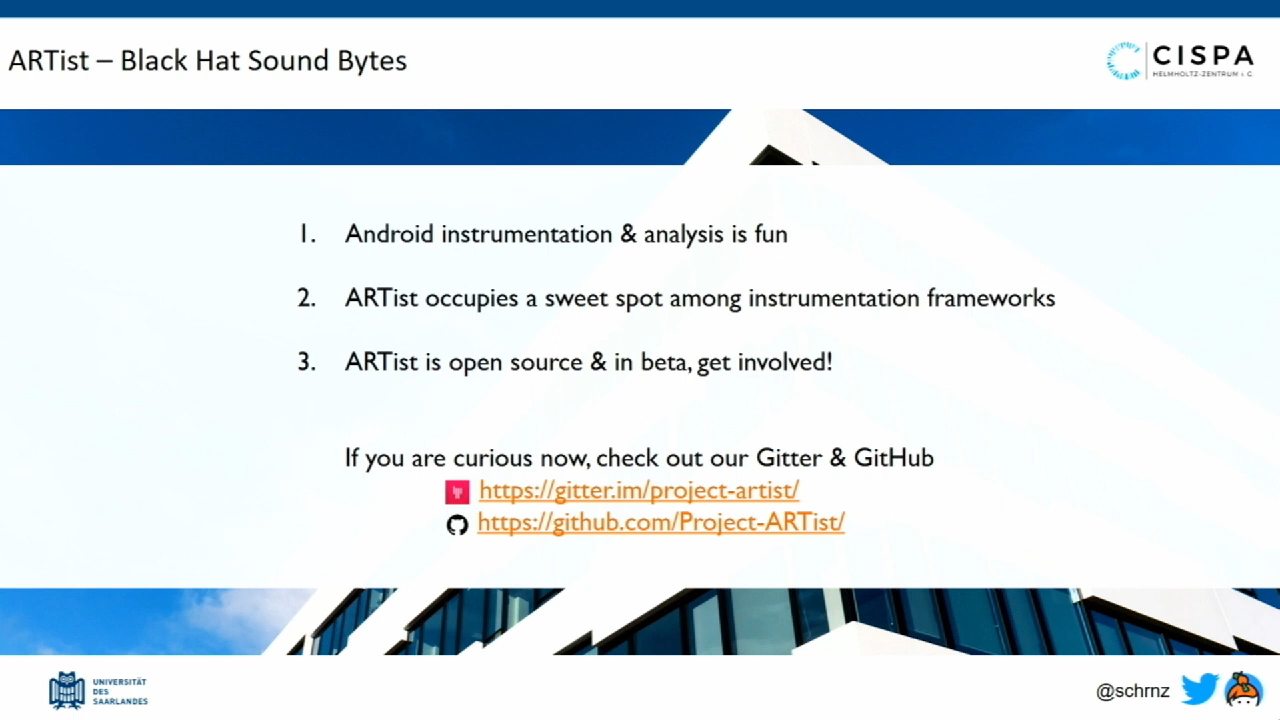 ARTist – Black Hat Sound Bytes
CISPA
HELMHOLTZ-ZENTRUM i. G.
1. Android instrumentation & analysis is fun
2. ARTist occupies a sweet spot among instrumentation frameworks
3. ARTist is open source & in beta, get involved!
If you are curious now, check out our Gitter & GitHub
https://gitter.im/project-artist/
https://github.com/Project-ARTist/
UNIVERSITÄT
DES
SAARLANDES
@schrnz